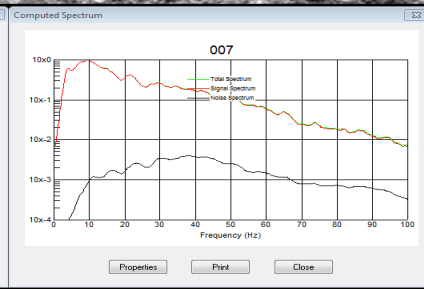 Computed Spectrum
007
10x0
Total Spectrum
Signal Spectrum
Noise Spectrum
10x-1
10x-2
10x-3
10x-4
0 10 20 30 40 50 60 70 80 90 100
Frequency (Hz)
Properties Print Close